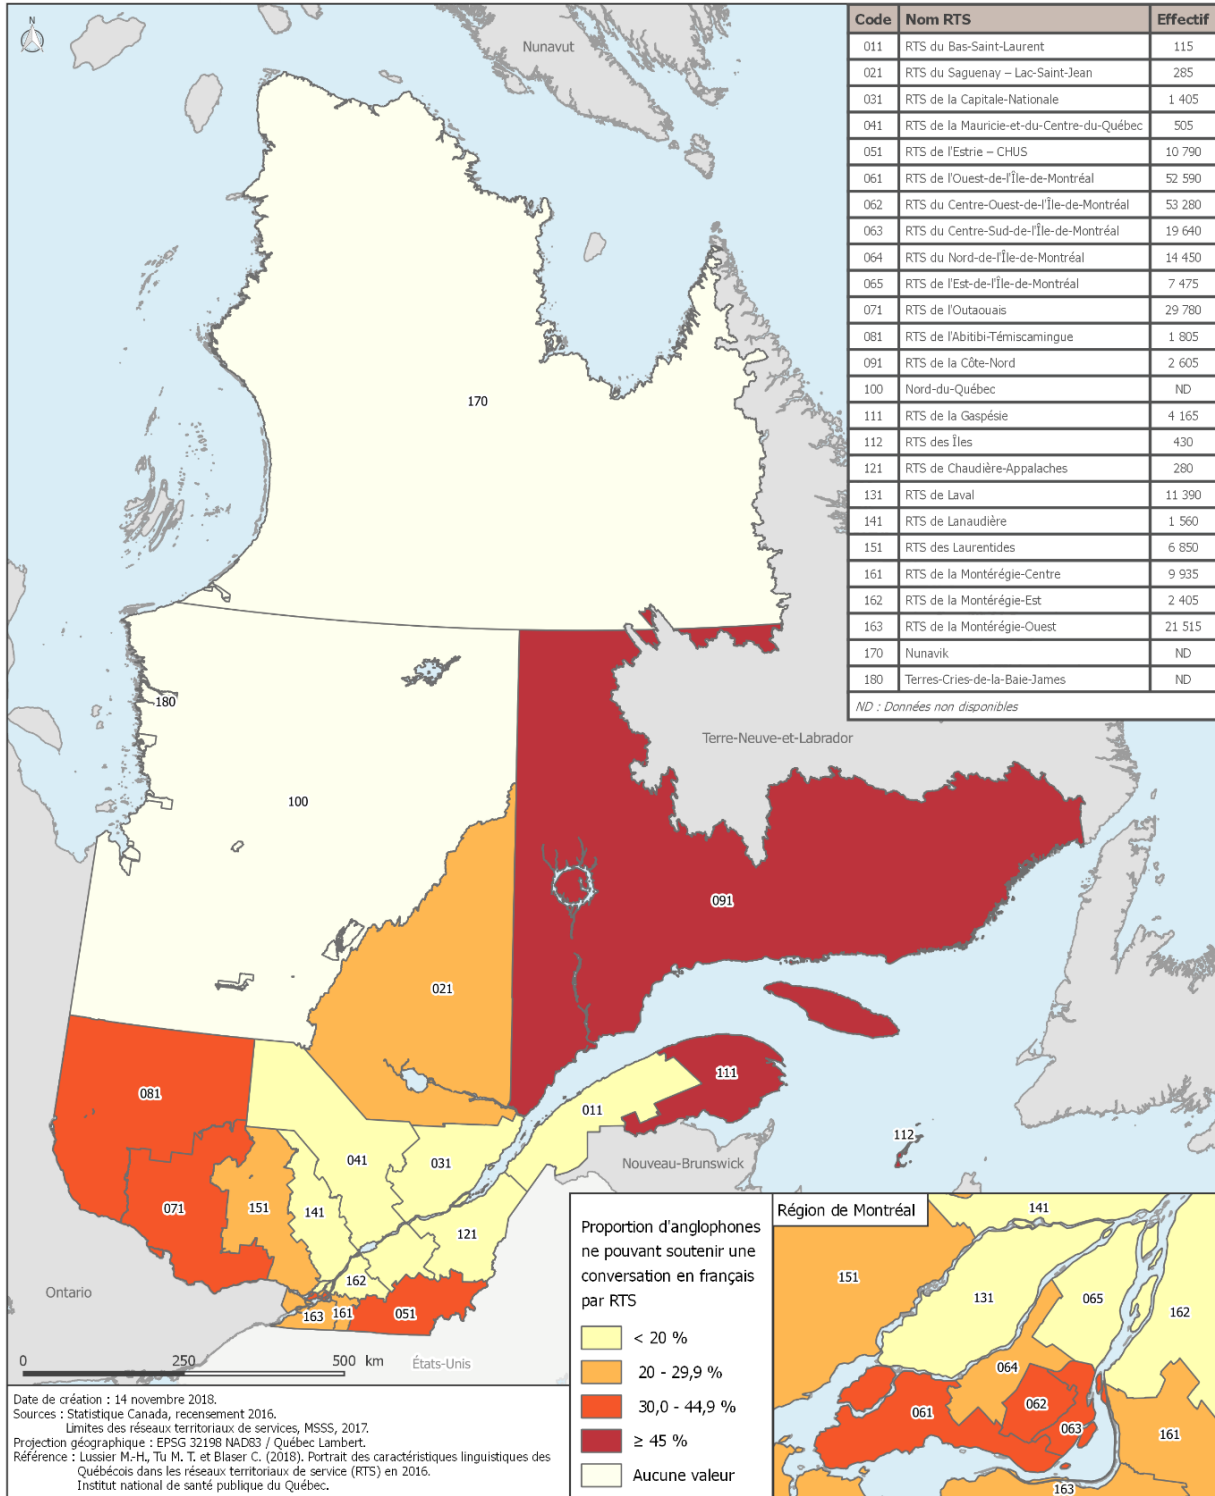 N
Nunavut
Code Nom RTS Effectif
011 RTS du Bas-Saint-Laurent 115
021 RTS du Saguenay – Lac-Saint-Jean 285
031 RTS de la Capitale-Nationale 1 405
041 RTS de la Mauricie-et-du-Centre-du-Québec 505
051 RTS de l'Estrie – CHUS 10 790
061 RTS de l'Ouest-de-l'Île-de-Montréal 52 590
062 RTS du Centre-Ouest-de-l'Île-de-Montréal 53 280
063 RTS du Centre-Sud-de-l'Île-de-Montréal 19 640
064 RTS du Nord-de-l'Île-de-Montréal 14 450
065 RTS de l'Est-de-l'Île-de-Montréal 7 475
071 RTS de l'Outaouais 29 780
081 RTS de l'Abitibi-Témiscamingue 1 805
091 RTS de la Côte-Nord 2 605
100 Nord-du-Québec ND
111 RTS de la Gaspésie 4 165
112 RTS des Îles 430
121 RTS de Chaudière-Appalaches 280
131 RTS de Laval 11 390
141 RTS de Lanaudière 1 560
151 RTS des Laurentides 6 850
161 RTS de la Montérégie-Centre 9 935
162 RTS de la Montérégie-Est 2 405
163 RTS de la Montérégie-Ouest 21 515
170 Nunavik ND
180 Terres-Cries-de-la-Baie-James ND
ND : Données non disponibles
170
180
Terre-Neuve-et-Labrador
100
091
021
081
111
011
112
041
031
Nouveau-Brunswick
071
151
141
121
162
Ontario
163
161
051
États-Unis
0 250 500 km
Proportion d'anglophones
ne pouvant soutenir une
conversation en français
par RTS
< 20 %
20 - 29,9 %
30,0 - 44,9 %
≥ 45 %
Aucune valeur
Région de Montréal
141
151
131
065
162
064
061
062
063
161
163
Date de création : 14 novembre 2018.
Sources : Statistique Canada, recensement 2016.
Limites des réseaux territoriaux de services, MSSS, 2017.
Projection géographique : EPSG 32198 NAD83 / Québec Lambert.
Référence : Lussier M.-H., Tu M. T. et Blaser C. (2018). Portrait des caractéristiques linguistiques des
Québécois dans les réseaux territoriaux de service (RTS) en 2016.
Institut national de santé publique du Québec.